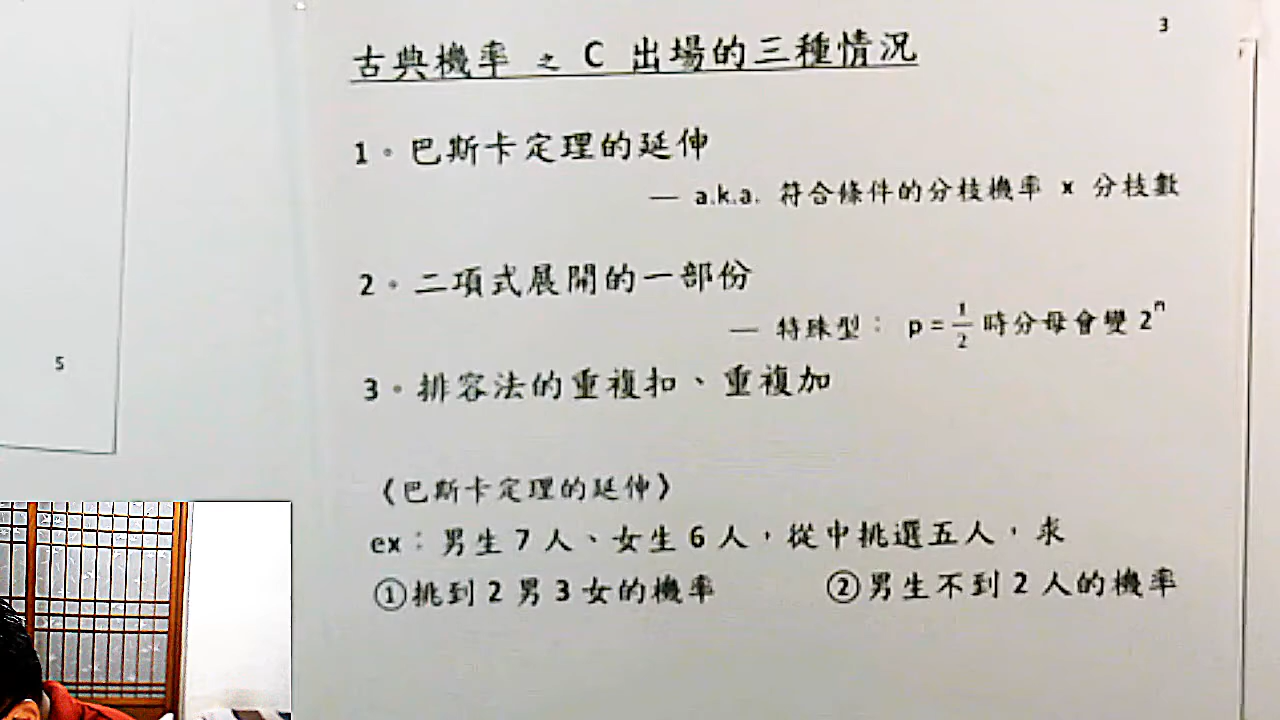 3
古典機率 之 C 出場的三種情況
1。巴斯卡定理的延伸
— a.k.a. 符合條件的分枝機率 x 分枝數
2。二項式展開的一部份
— 特殊型： p = 1/2 時分母會變 2^n
3。排容法的重複扣、重複加
5
《巴斯卡定理的延伸》
ex：男生 7 人、女生 6 人，從中挑選五人，求
①挑到 2 男 3 女的機率 ②男生不到 2 人的機率